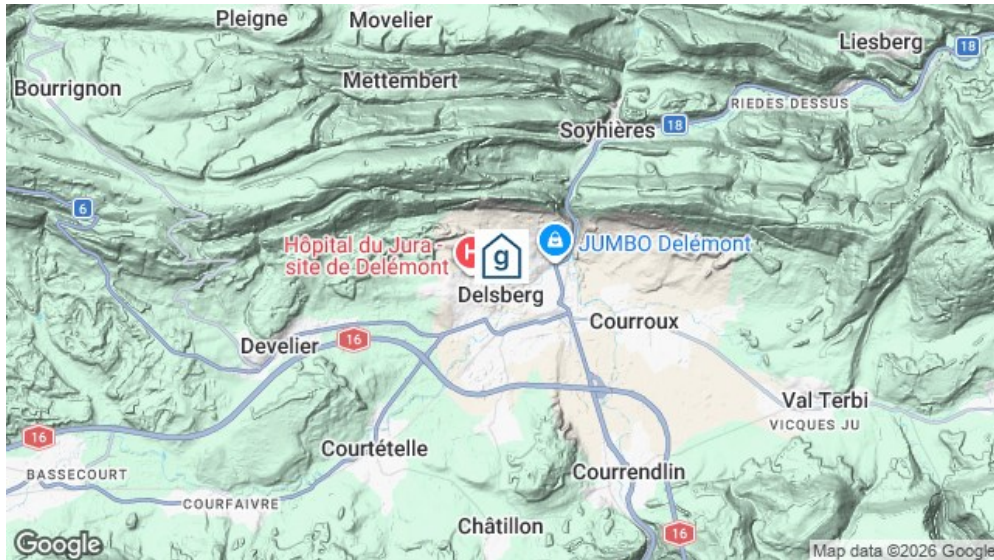 Pleigne
Movelier
Liesberg
18
Bourrignon
Mettembert
RIEDES DESSUS
Soyhières
18
6
Hôpital du Jura -
site de Delémont
H
g
JUMBO Delémont
Delsberg
Courroux
Develier
16
Val Terbi
VICQUES JU
16
Courtételle
BASSECOURT
Courrendlin
COURFAIVRE
Châtillon
16
Google
Map data ©2026 Google